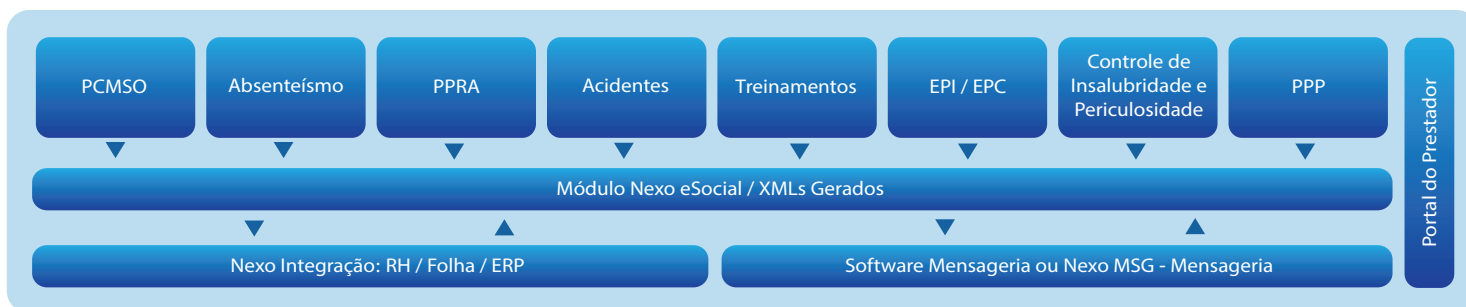 PCMSO
Absenteísmo
PPRA
Acidentes
Treinamentos
EPI / EPC
Controle de
Insalubridade e
Periculosidade
PPP
Portal do Prestador
Módulo Nexo eSocial / XMLs Gerados
Nexo Integração: RH / Folha / ERP
Software Mensageria ou Nexo MSG - Mensageria